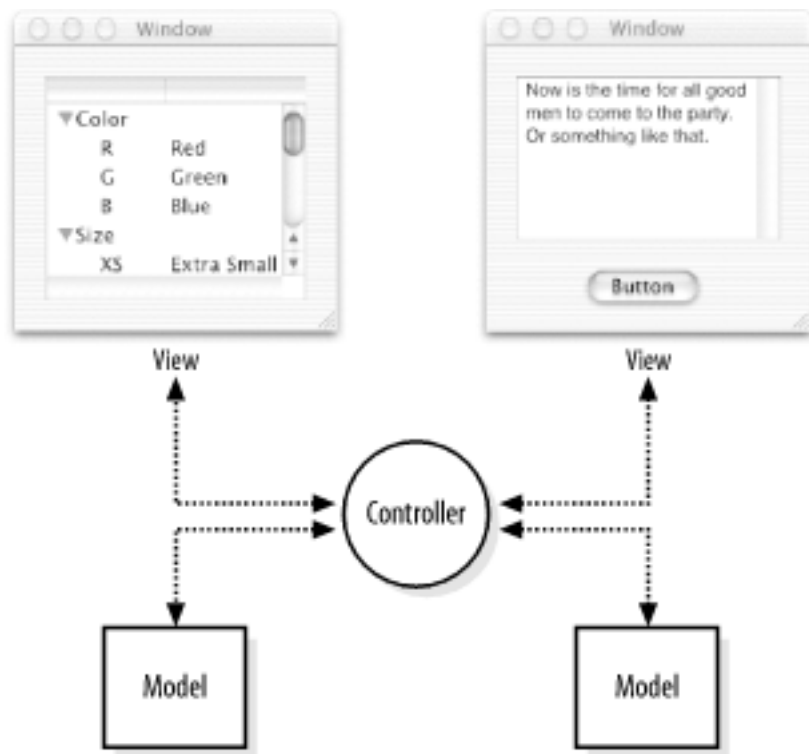 Window
▼Color
R Red
G Green
B Blue
▼Size
XS Extra Small
View
Window
Now is the time for all good
men to come to the party.
Or something like that.
Button
View
Controller
Model
Model